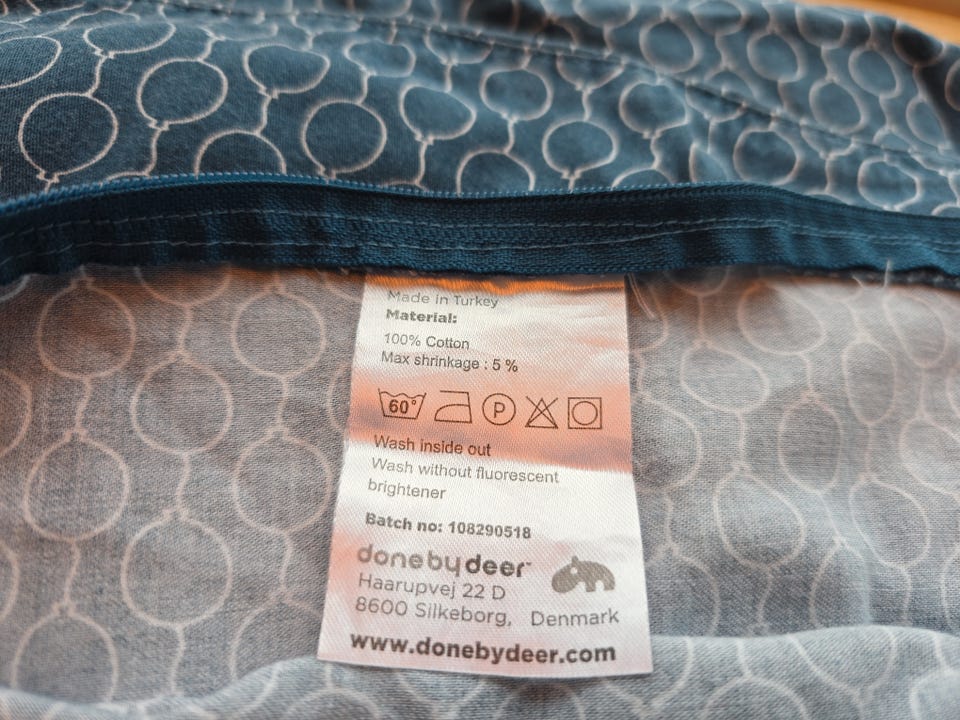 Made in Turkey
Material:
100% Cotton
Max shrinkage : 5 %
60°
P
Wash inside out
Wash without fluorescent
brightener
Batch no: 108290518
donebydeer™
Haarupvej 22 D
8600 Silkeborg, Denmark
www.donebydeer.com